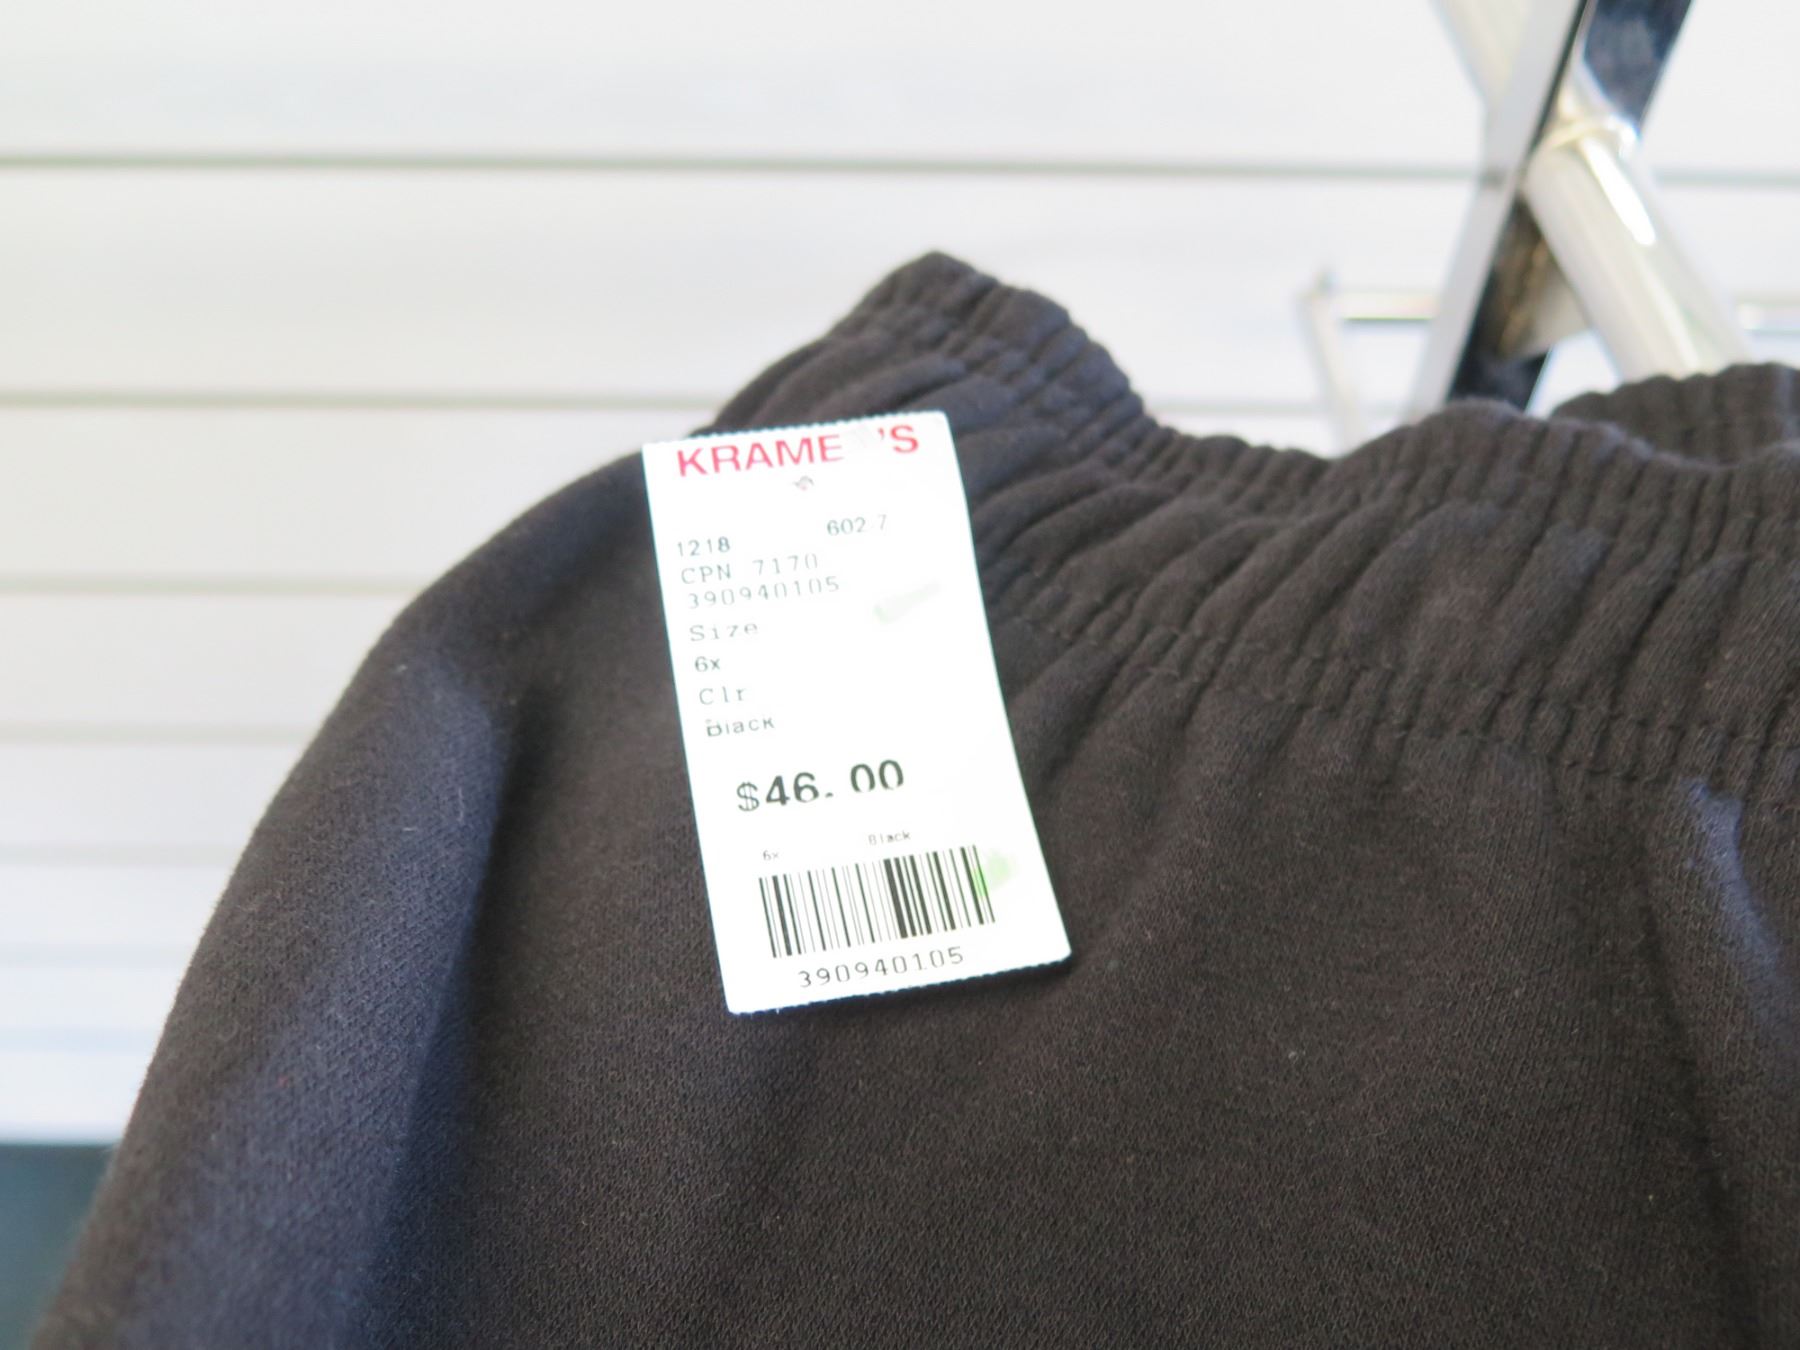 KRAME 'S
1218 602-7
CPN 7170
390940105
Size
6x
Clr
Black
$46.00
6x Black
390940105